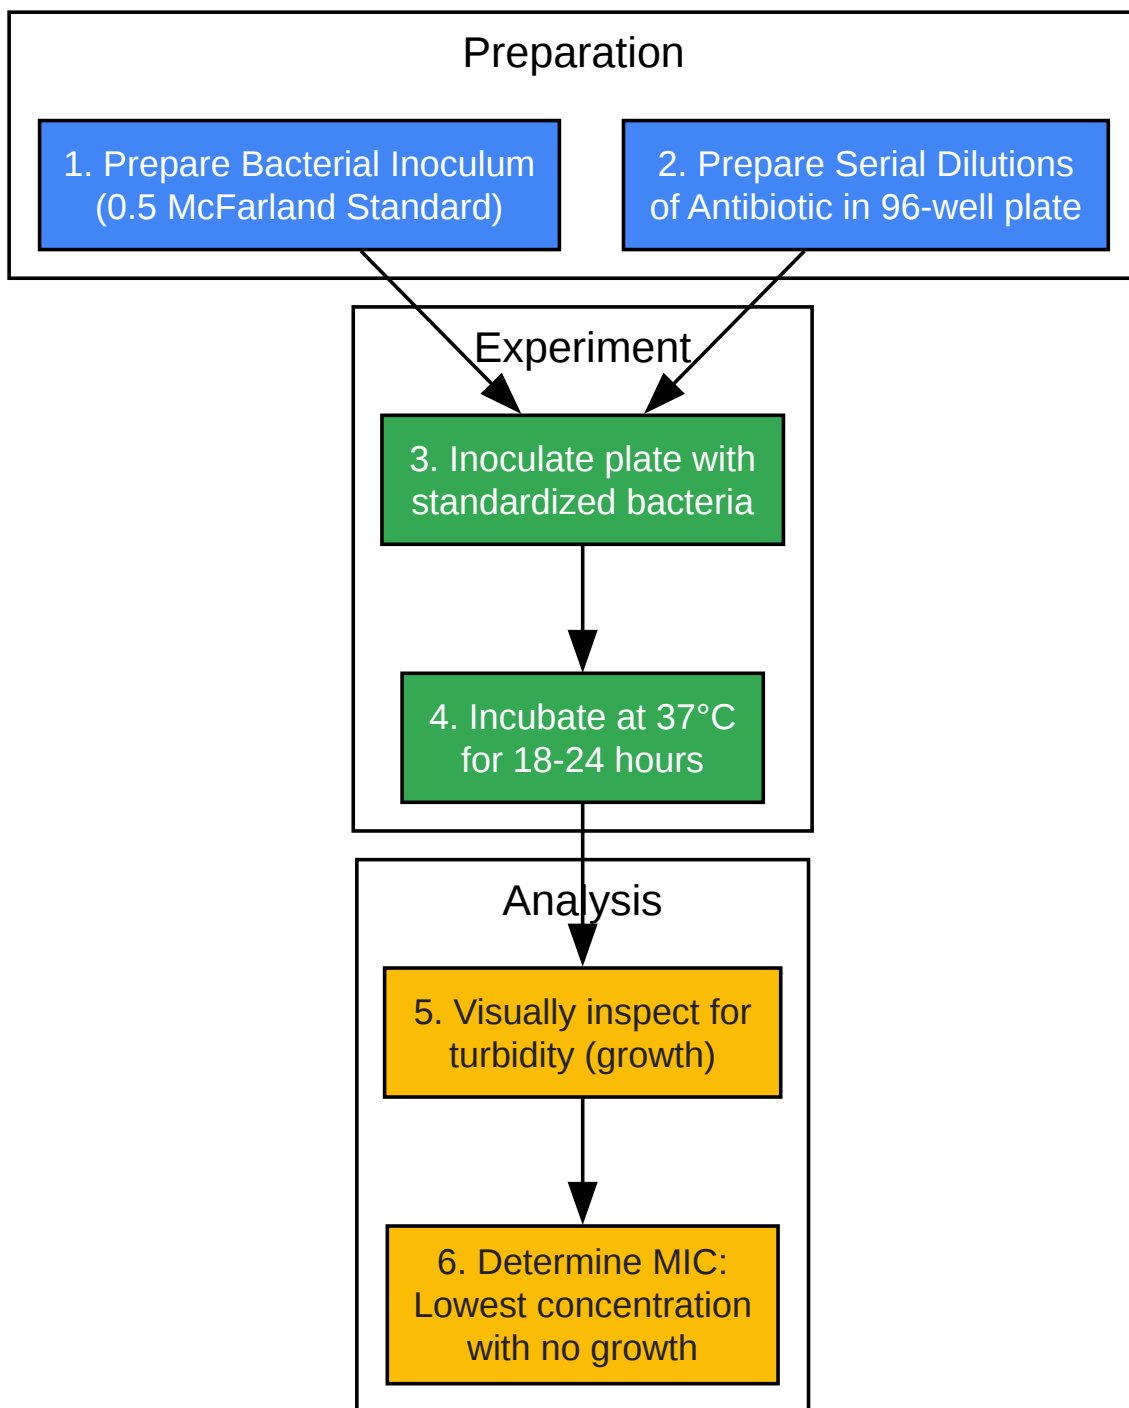 Preparation
1. Prepare Bacterial Inoculum
(0.5 McFarland Standard)
2. Prepare Serial Dilutions
of Antibiotic in 96-well plate
Experiment
3. Inoculate plate with
standardized bacteria
4. Incubate at 37°C
for 18-24 hours
Analysis
5. Visually inspect for
turbidity (growth)
6. Determine MIC:
Lowest concentration
with no growth